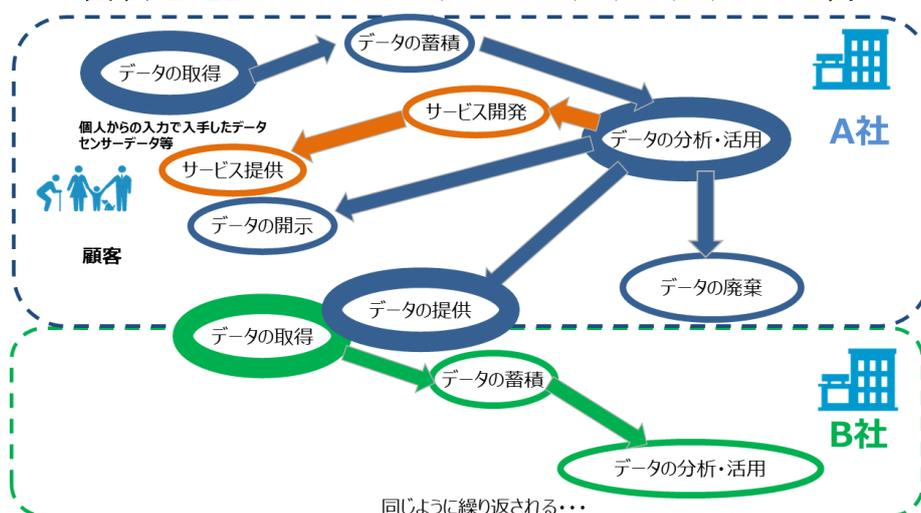 データの蓄積
データの取得
A社
サービス開発
データの分析・活用
個人からの入力で入手したデータ
センサーデータ等
サービス提供
データの開示
顧客
データの廃棄
データの提供
データの取得
データの蓄積
B社
データの分析・活用
同じように繰り返される・・・